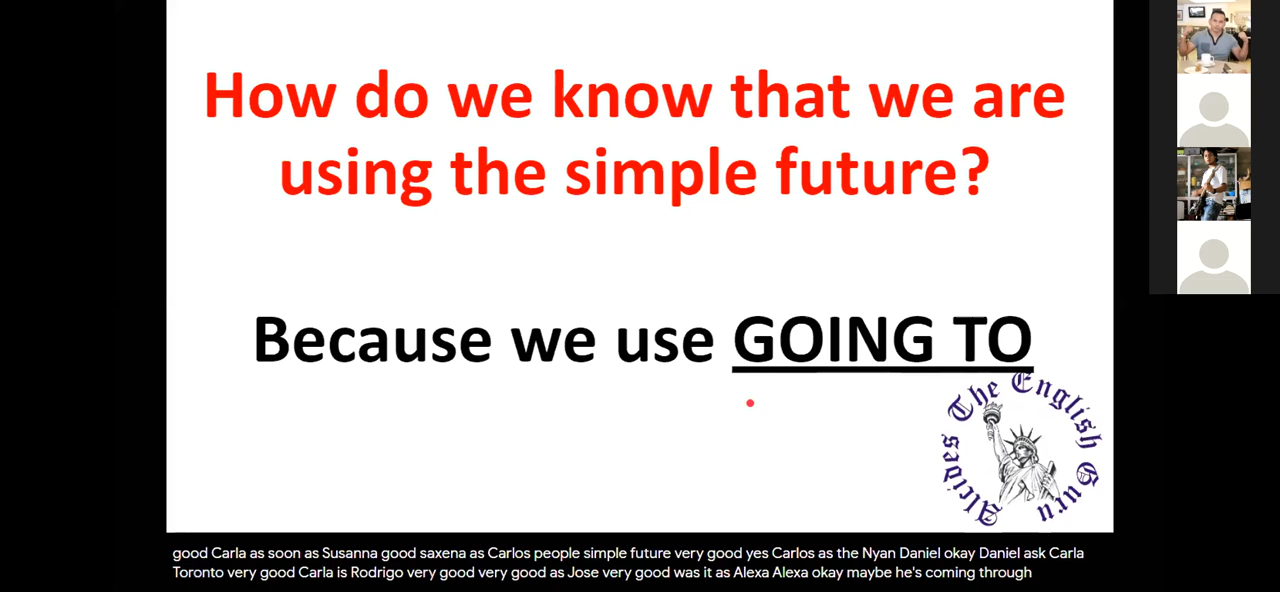 How do we know that we are
using the simple future?
Because we use GOING TO
Alcides The English Guru
good Carla as soon as Susanna good saxena as Carlos people simple future very good yes Carlos as the Nyan Daniel okay Daniel ask Carla
Toronto very good Carla is Rodrigo very good very good as Jose very good was it as Alexa Alexa okay maybe he's coming through